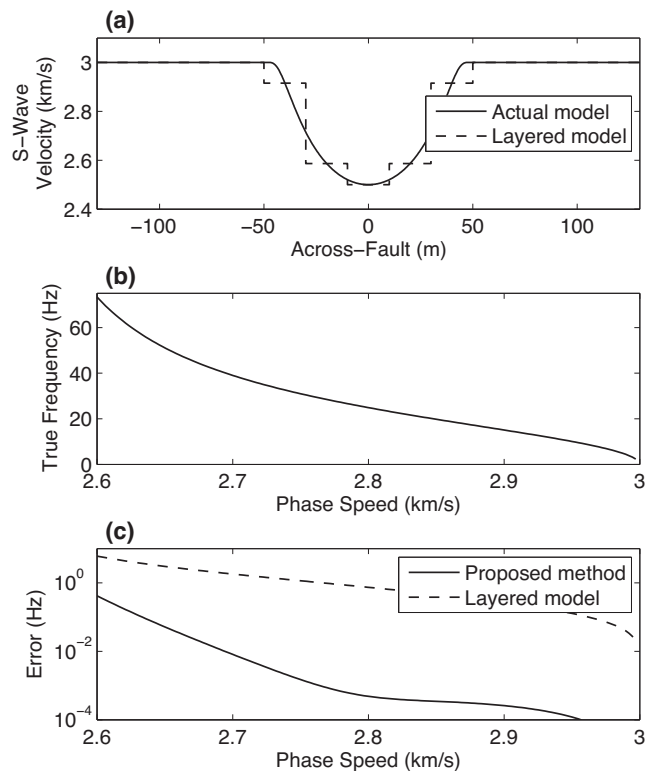 (a)
S−Wave
Velocity (km/s)
3
2.8
2.6
2.4
Actual model
Layered model
−100 −50 0 50 100
Across−Fault (m)
(b)
True Frequency (Hz)
60
40
20
0
2.6 2.7 2.8 2.9 3
Phase Speed (km/s)
(c)
Error (Hz)
10^0
10^−2
10^−4
Proposed method
Layered model
2.6 2.7 2.8 2.9 3
Phase Speed (km/s)